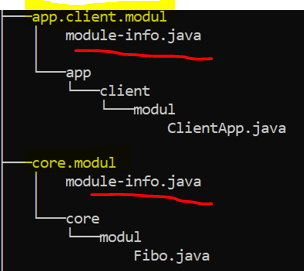 app.client.modul
module-info.java
app
client
modul
ClientApp.java
core.modul
module-info.java
core
modul
Fibo.java